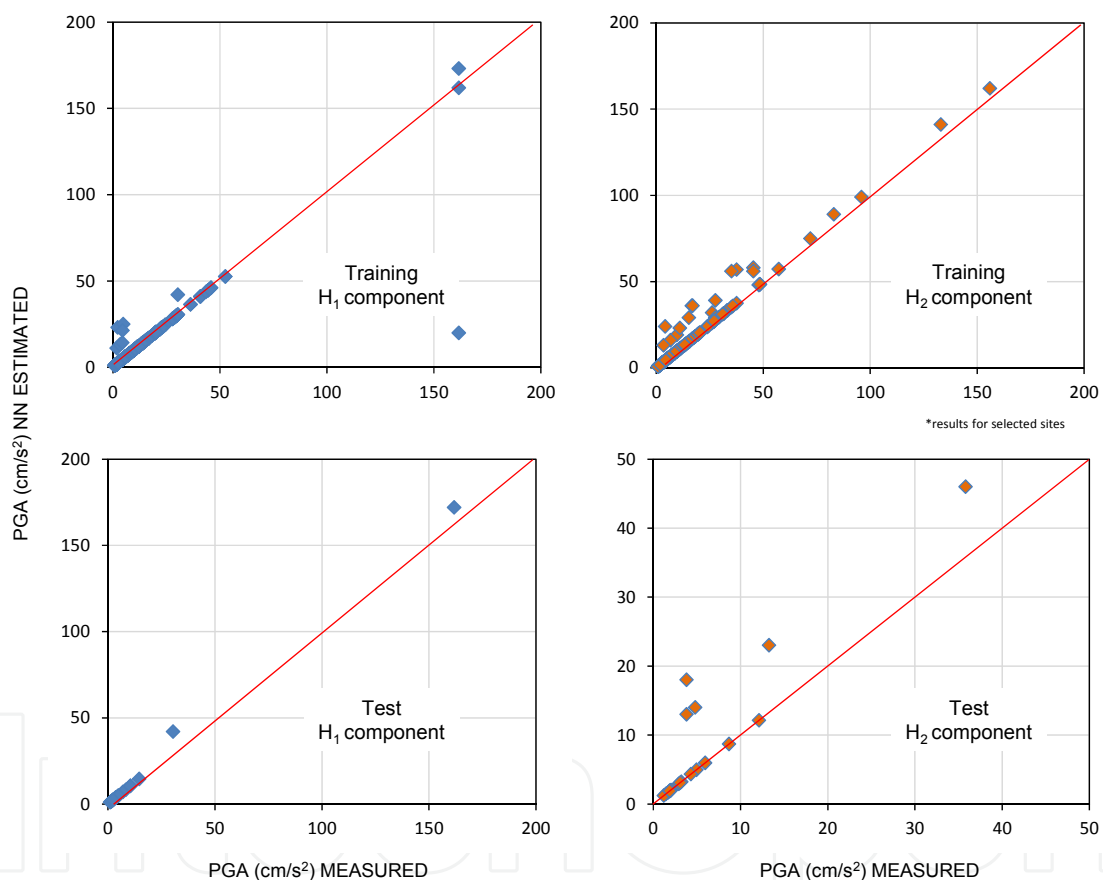 200
150
100
50
0
0 50 100 150 200
Training
H₁ component
200
150
100
50
0
0 50 100 150 200
Training
H₂ component
*results for selected sites
PGA (cm/s²) NN ESTIMATED
200
150
100
50
0
0 50 100 150 200
Test
H₁ component
PGA (cm/s²) MEASURED
50
40
30
20
10
0
0 10 20 30 40 50
Test
H₂ component
PGA (cm/s²) MEASURED